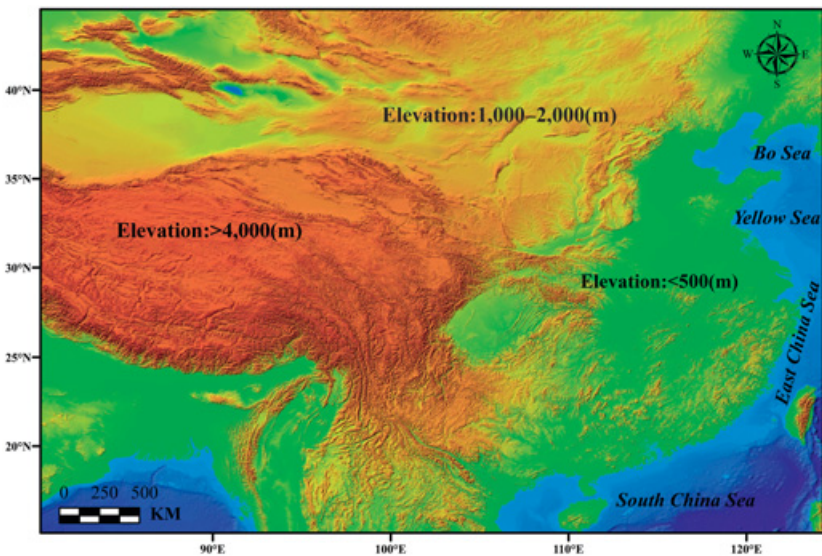 N
W E
S
40°N
Elevation:1,000–2,000(m)
Bo Sea
35°N
Yellow Sea
Elevation:>4,000(m)
30°N
Elevation:<500(m)
East China Sea
25°N
20°N
0 250 500
KM
South China Sea
90°E 100°E 110°E 120°E